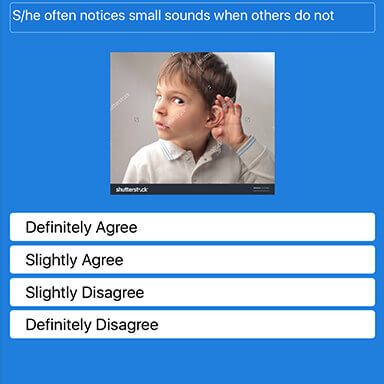 S/he often notices small sounds when others do not
shutterstock
Definitely Agree
Slightly Agree
Slightly Disagree
Definitely Disagree